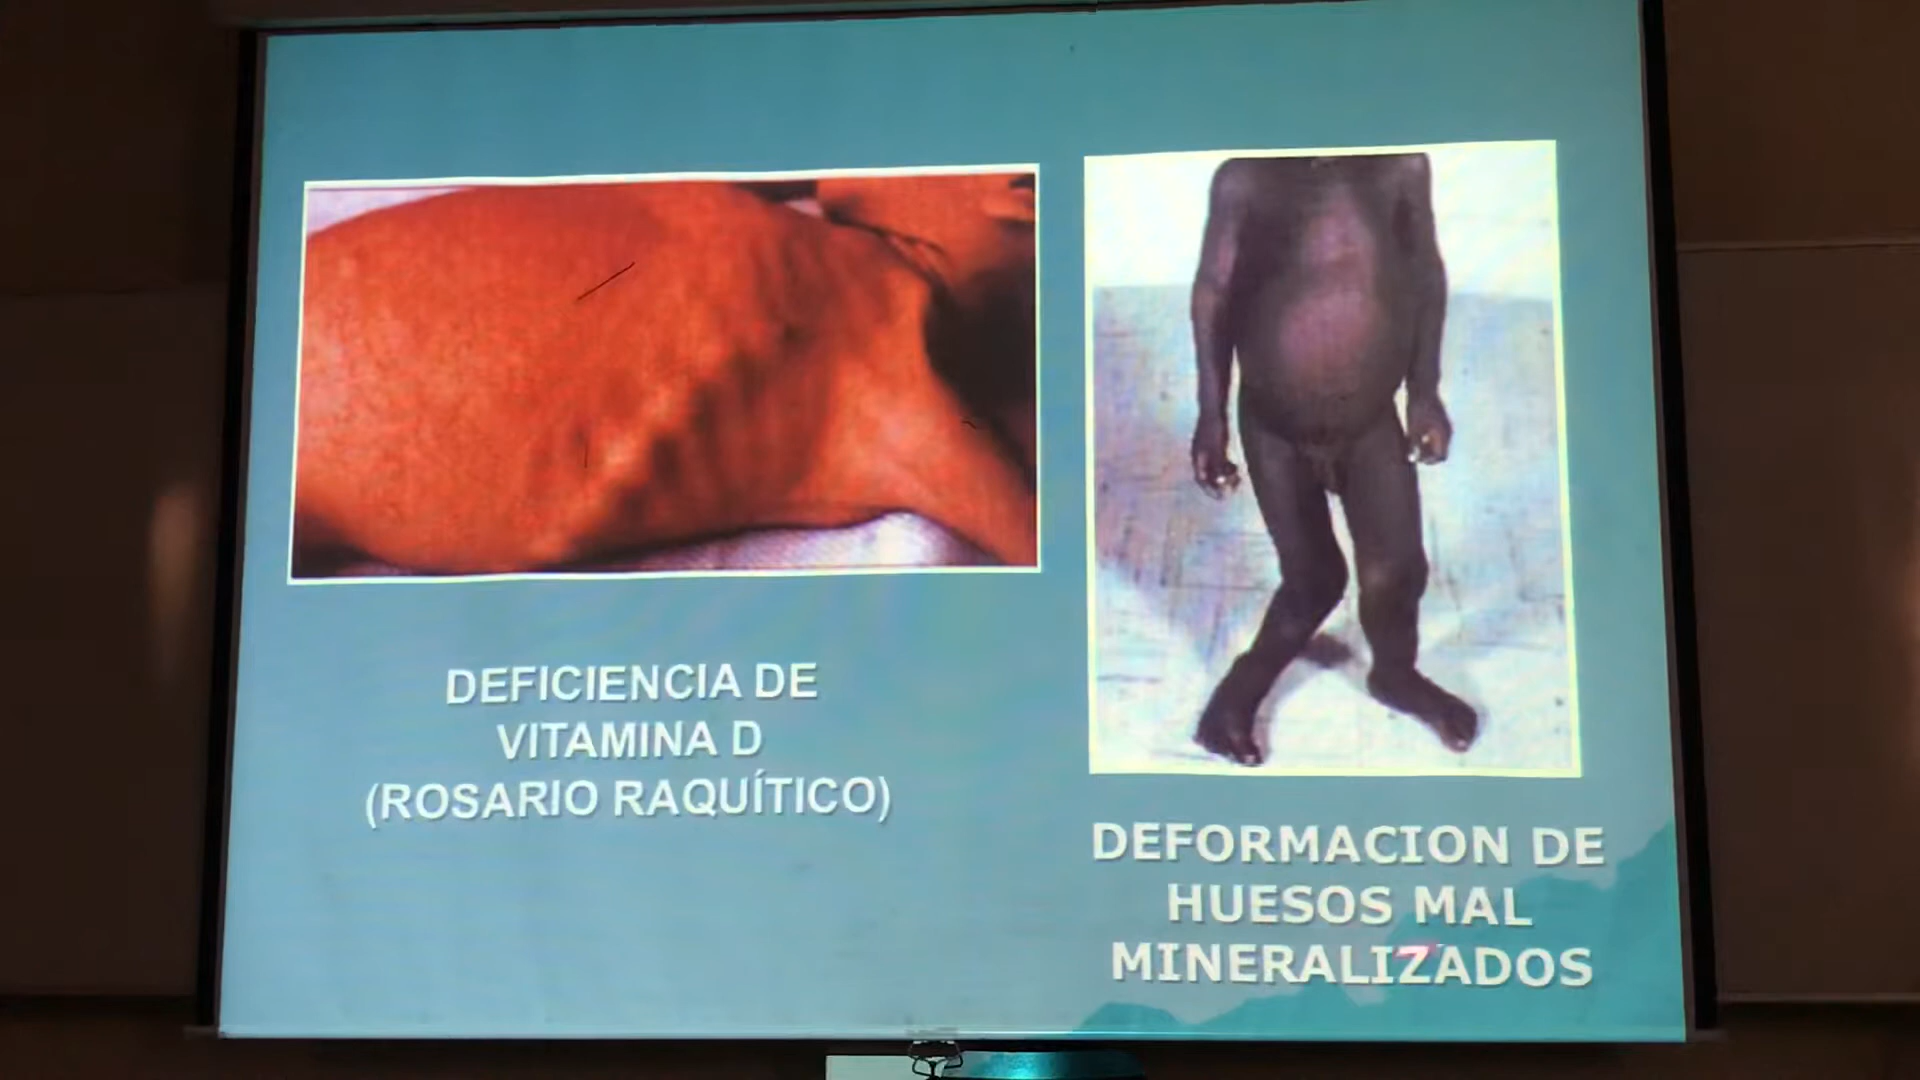 DEFICIENCIA DE
VITAMINA D
(ROSARIO RAQUÍTICO)
DEFORMACION DE
HUESOS MAL
MINERALIZADOS